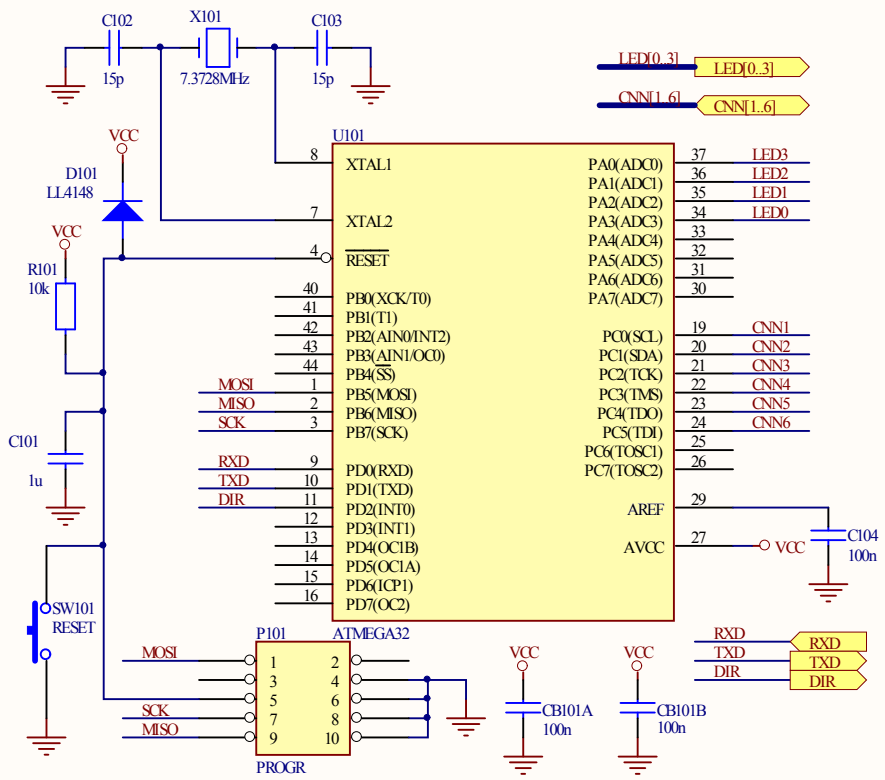 C102
X101
C103
15p
7.3728MHz
15p
LED[0..3]
LED[0..3]
CNN[1..6]
CNN[1..6]
VCC
D101
LL4148
VCC
R101
10k
C101
1u
SW101
RESET
U101
8 XTAL1
7 XTAL2
4 RESET
40 PB0(XCK/T0)
41 PB1(T1)
42 PB2(AIN0/INT2)
43 PB3(AIN1/OC0)
44 PB4(SS)
MOSI 1 PB5(MOSI)
MISO 2 PB6(MISO)
SCK 3 PB7(SCK)
RXD 9 PD0(RXD)
TXD 10 PD1(TXD)
DIR 11 PD2(INT0)
12 PD3(INT1)
13 PD4(OC1B)
14 PD5(OC1A)
15 PD6(ICP1)
16 PD7(OC2)
PA0(ADC0) 37 LED3
PA1(ADC1) 36 LED2
PA2(ADC2) 35 LED1
PA3(ADC3) 34 LED0
PA4(ADC4) 33
PA5(ADC5) 32
PA6(ADC6) 31
PA7(ADC7) 30
PC0(SCL) 19 CNN1
PC1(SDA) 20 CNN2
PC2(TCK) 21 CNN3
PC3(TMS) 22 CNN4
PC4(TDO) 23 CNN5
PC5(TDI) 24 CNN6
PC6(TOSC1) 25
PC7(TOSC2) 26
AREF 29
AVCC 27 VCC
C104
100n
ATMEGA32
P101
MOSI 1 2
3 4
5 6
SCK 7 8
MISO 9 10
PROGR
VCC
CB101A
100n
VCC
CB101B
100n
RXD RXD
TXD TXD
DIR DIR